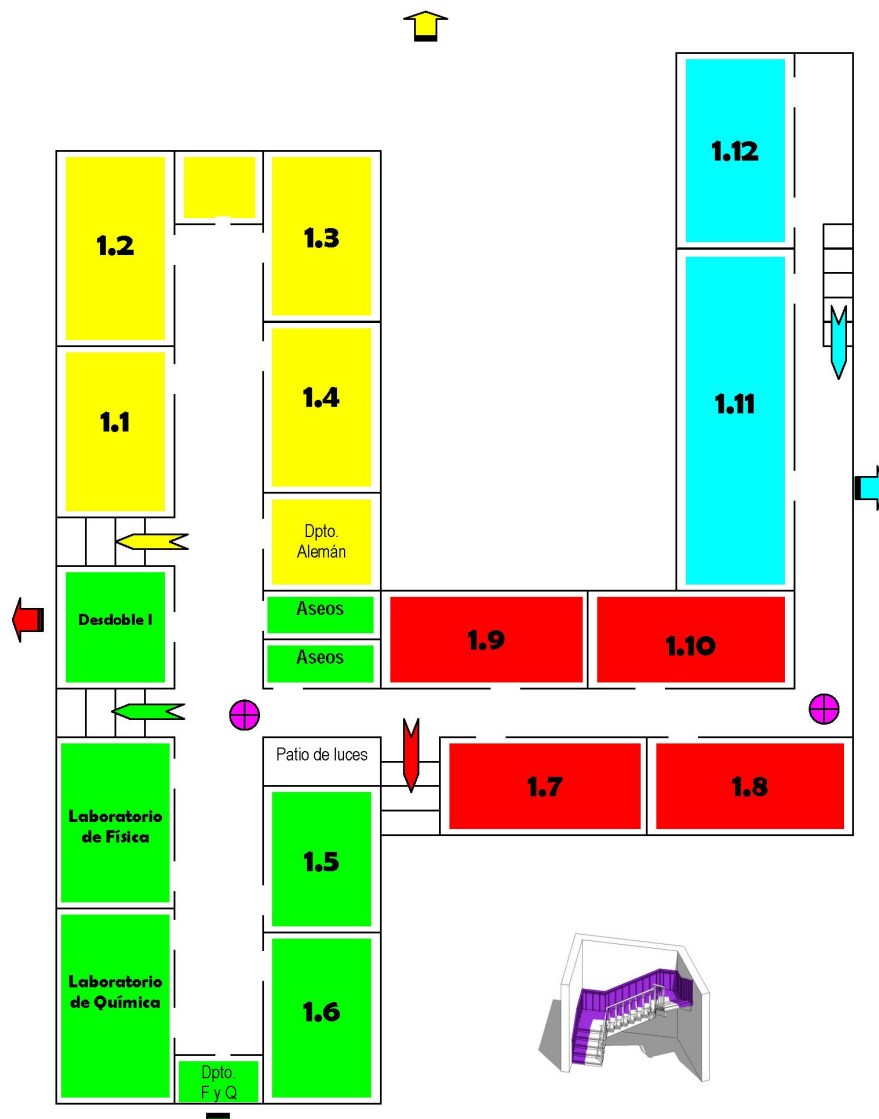 1.12
1.2
1.3
1.1
1.4
1.11
Dpto.
Alemán
Desdoble I
Aseos
Aseos
1.9
1.10
Patio de luces
1.7
1.8
Laboratorio
de Física
1.5
Laboratorio
de Química
1.6
Dpto.
F y Q